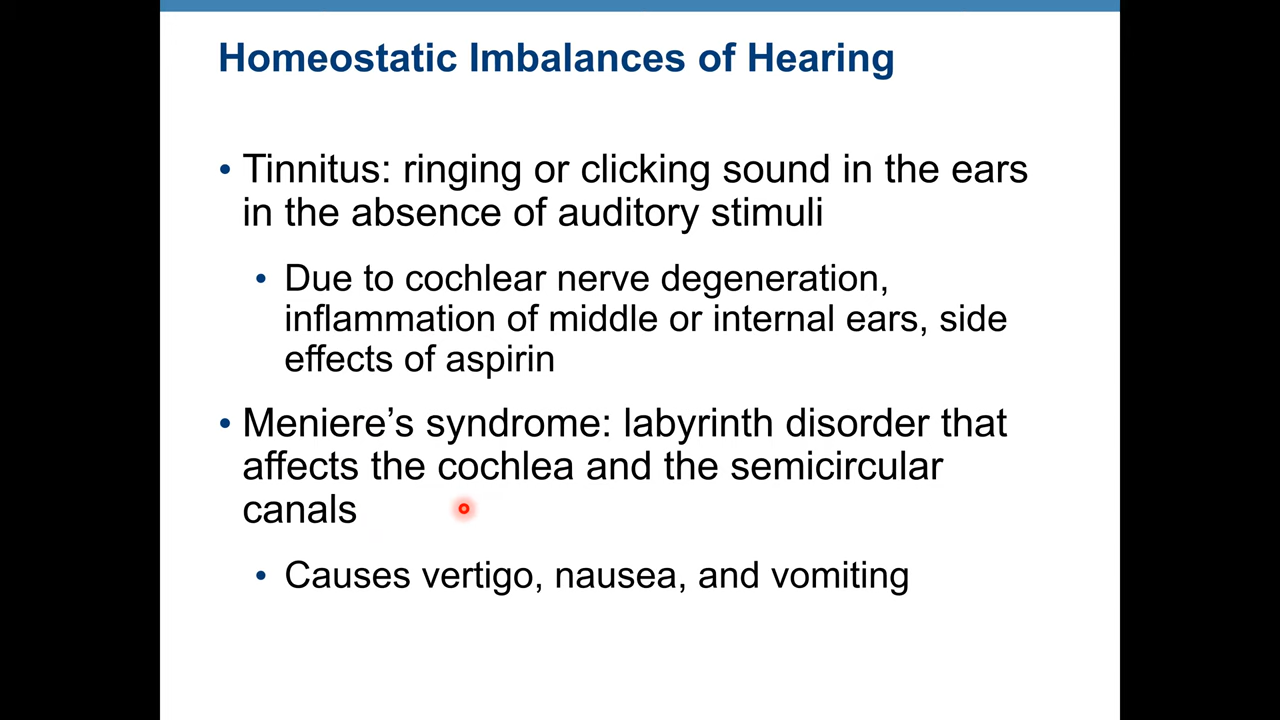 Homeostatic Imbalances of Hearing
• Tinnitus: ringing or clicking sound in the ears
in the absence of auditory stimuli
• Due to cochlear nerve degeneration,
inflammation of middle or internal ears, side
effects of aspirin
• Meniere’s syndrome: labyrinth disorder that
affects the cochlea and the semicircular
canals
• Causes vertigo, nausea, and vomiting